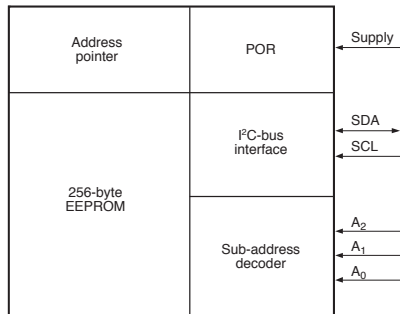 Address
pointer
POR
Supply
I²C-bus
interface
SDA
SCL
256-byte
EEPROM
Sub-address
decoder
A₂
A₁
A₀